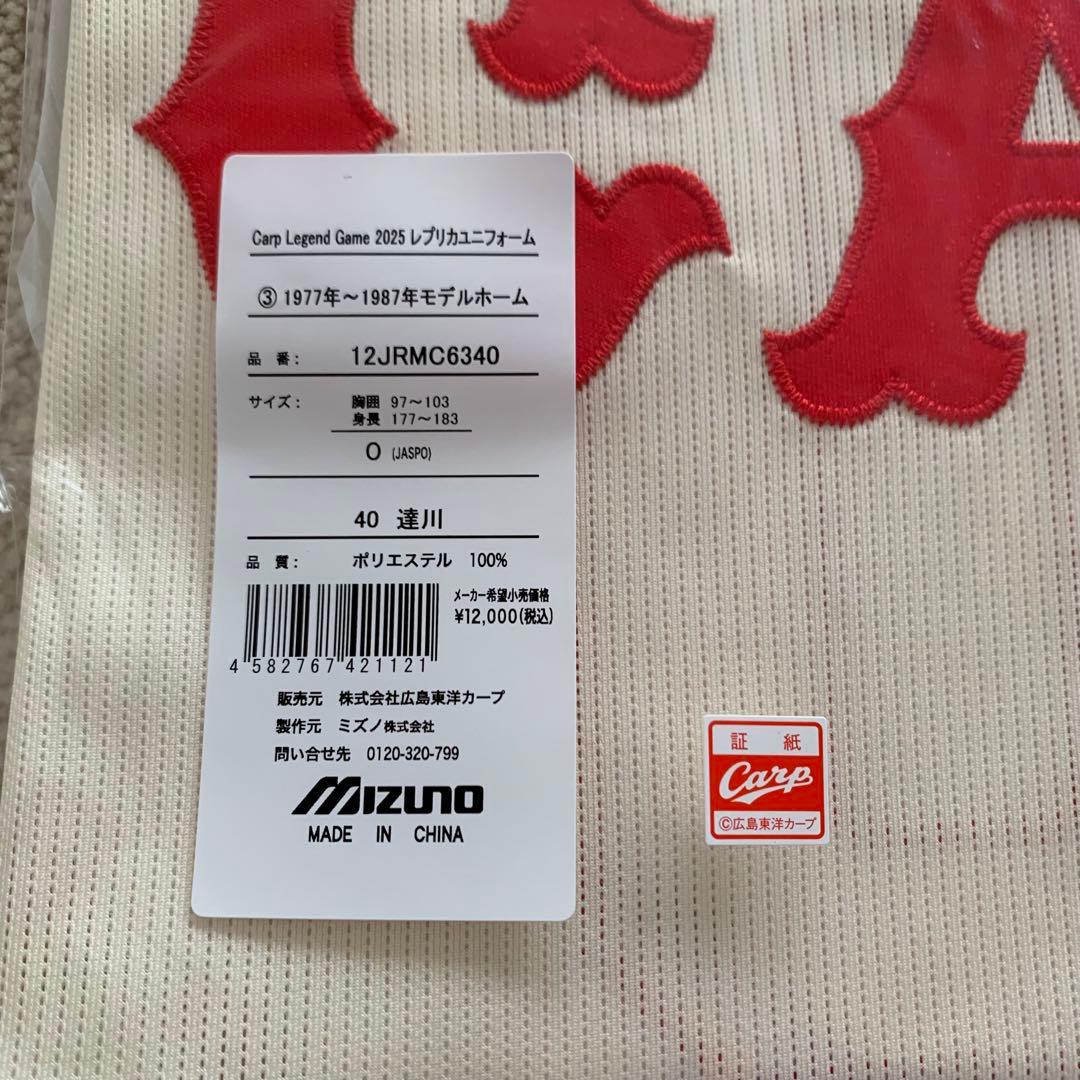 CA
Carp Legend Game 2025 レプリカユニフォーム
③ 1977年～1987年モデルホーム
品 番： 12JRMC6340
サイズ： 胸囲 97～103
身長 177～183
O (JASPO)
40 達川
品 質： ポリエステル 100%
メーカー希望小売価格
¥12,000(税込)
4 582767 421121
販売元 株式会社広島東洋カープ
製作元 ミズノ株式会社
問い合せ先 0120-320-799
MIZUNO
MADE IN CHINA
証 紙
Carp
©広島東洋カープ